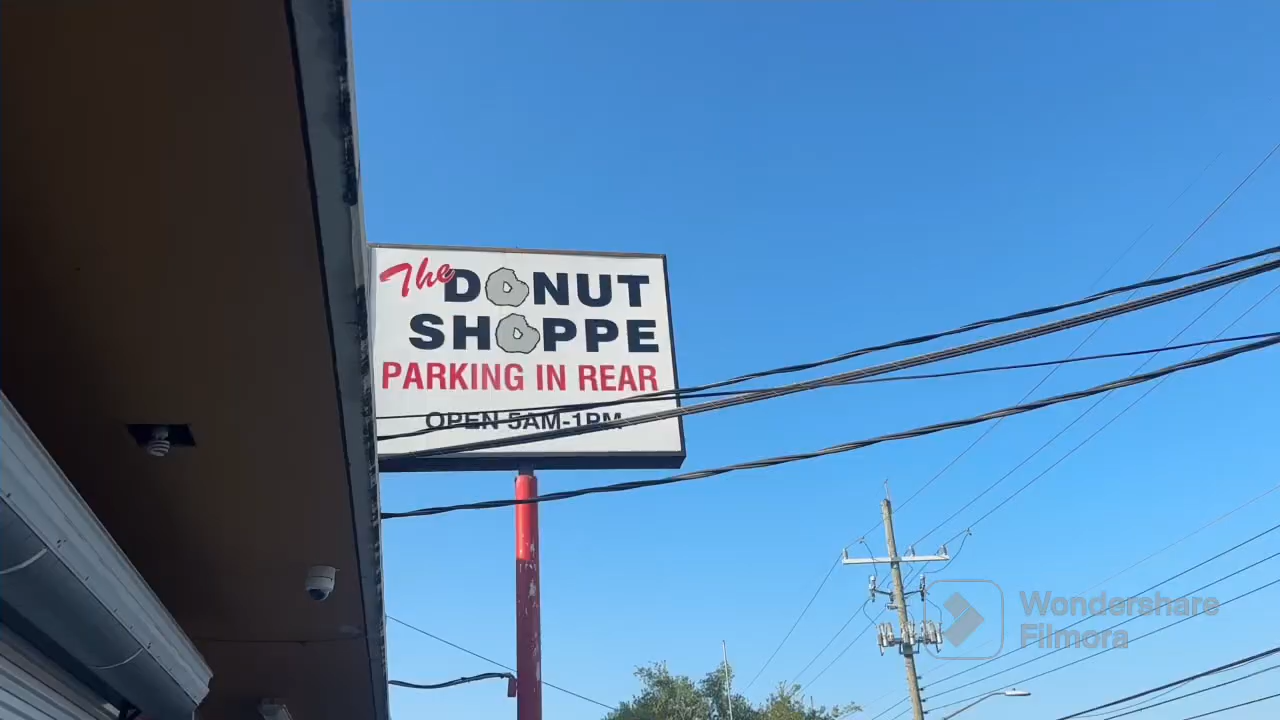 The DONUT
SHOPPE
PARKING IN REAR
OPEN 5AM-1PM
Wondershare
Filmora